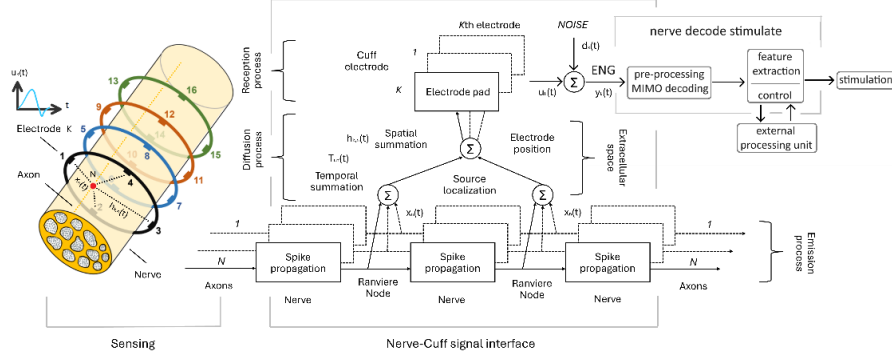 uₖ(t)
t
Electrode K
Axon
Nerve
13
16
9
12
14
5
8
10
15
11
1
N
4
7
xₙ(t)
2
3
Sensing
Reception
process
Diffusion
process
Cuff
electrode
Kth electrode
1
K
Electrode pad
NOISE
Σ
uₖ(t)
ENG
yₖ(t)
nerve decode stimulate
pre-processing
MIMO decoding
feature
extraction
control
stimulation
external
processing unit
Spatial
summation
Temporal
summation
Σ
Electrode
position
Source
localization
Extracellular
space
Σ
Σ
xₙ(t)
xₙ(t)
1
1
N
N
Spike
propagation
Spike
propagation
Spike
propagation
Axons
Nerve
Ranviere
Node
Nerve
Ranviere
Node
Nerve
Axons
Emission
process
Nerve-Cuff signal interface